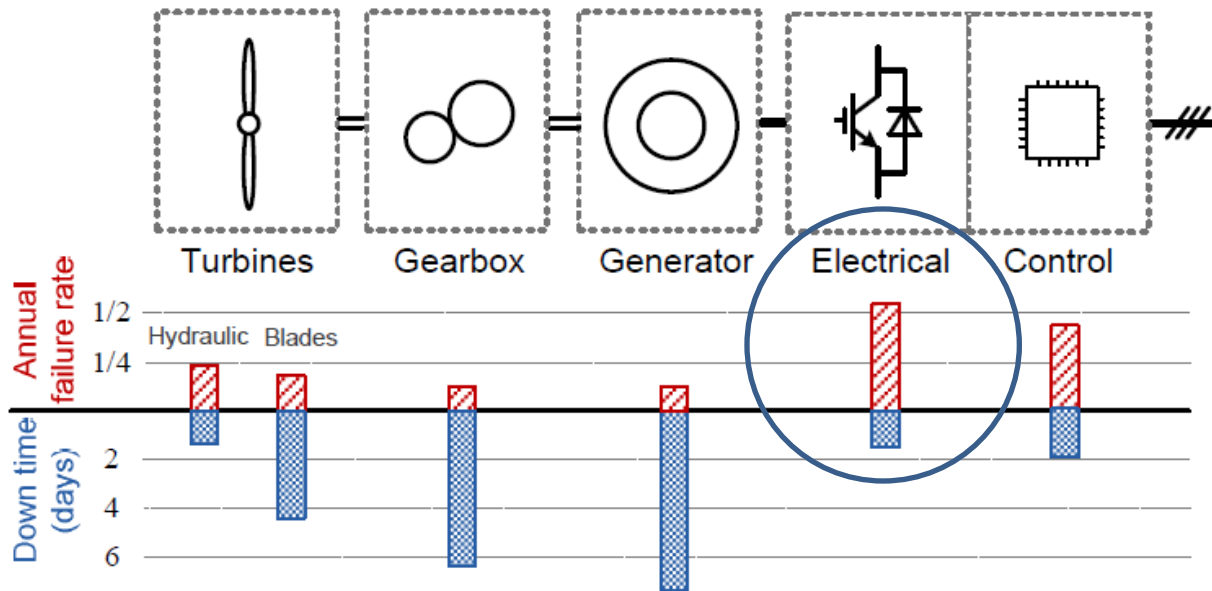 Turbines
Gearbox
Generator
Electrical
Control
Annual
failure rate
1/2
Hydraulic
Blades
1/4
Down time
(days)
2
4
6